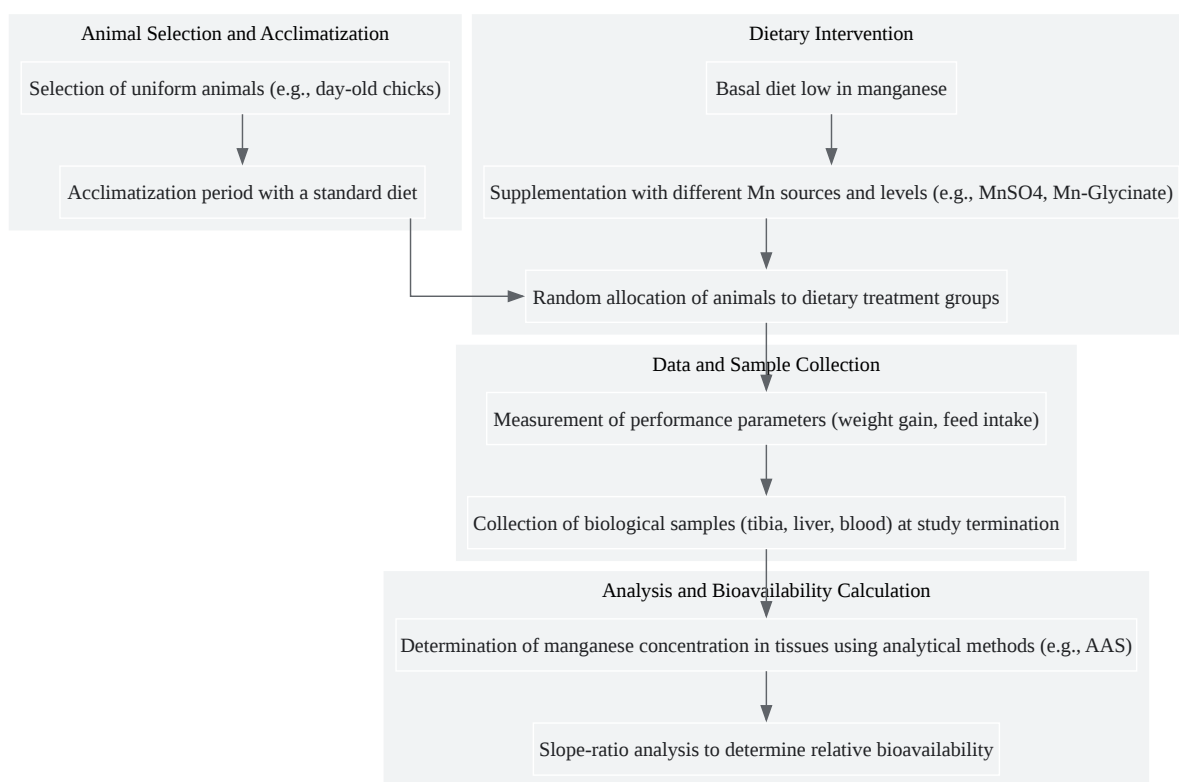 Animal Selection and Acclimatization
Selection of uniform animals (e.g., day-old chicks)
Acclimatization period with a standard diet
Dietary Intervention
Basal diet low in manganese
Supplementation with different Mn sources and levels (e.g., MnSO4, Mn-Glycinate)
Random allocation of animals to dietary treatment groups
Data and Sample Collection
Measurement of performance parameters (weight gain, feed intake)
Collection of biological samples (tibia, liver, blood) at study termination
Analysis and Bioavailability Calculation
Determination of manganese concentration in tissues using analytical methods (e.g., AAS)
Slope-ratio analysis to determine relative bioavailability